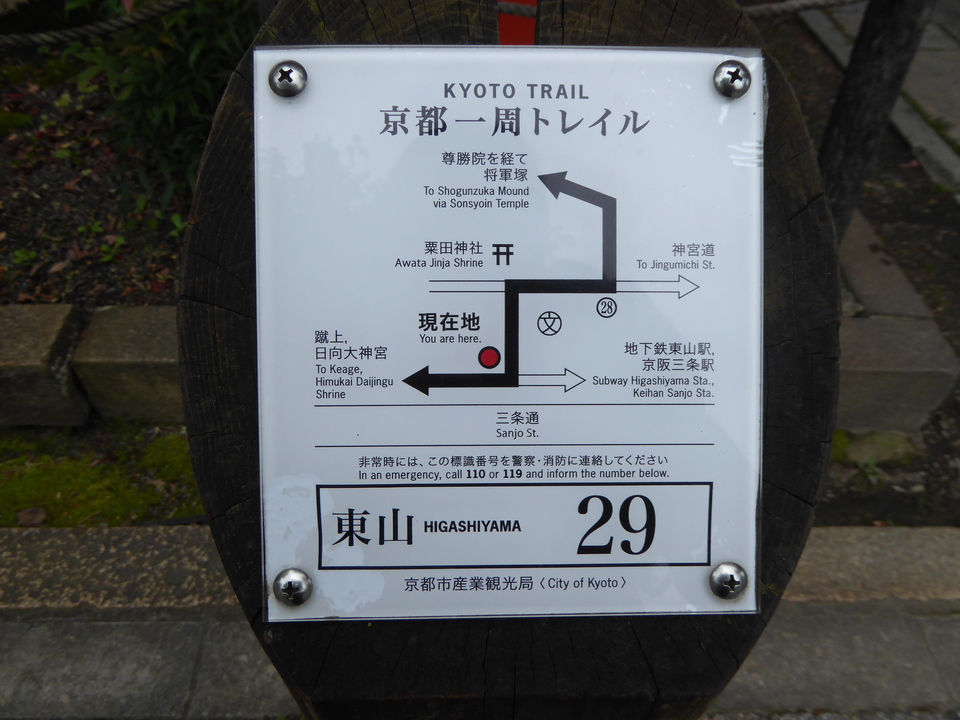 KYOTO TRAIL
京都一周トレイル
尊勝院を経て
将軍塚
To Shogunzuka Mound
via Sonsyoin Temple
粟田神社
Awata Jinja Shrine
神宮道
To Jingumichi St.
28
現在地
You are here.
文
蹴上,
日向大神宮
To Keage,
Himukai Daijingu
Shrine
地下鉄東山駅,
京阪三条駅
Subway Higashiyama Sta.,
Keihan Sanjo Sta.
三条通
Sanjo St.
非常時には、この標識番号を警察・消防に連絡してください
In an emergency, call 110 or 119 and inform the number below.
東山 HIGASHIYAMA 29
京都市産業観光局〈City of Kyoto〉